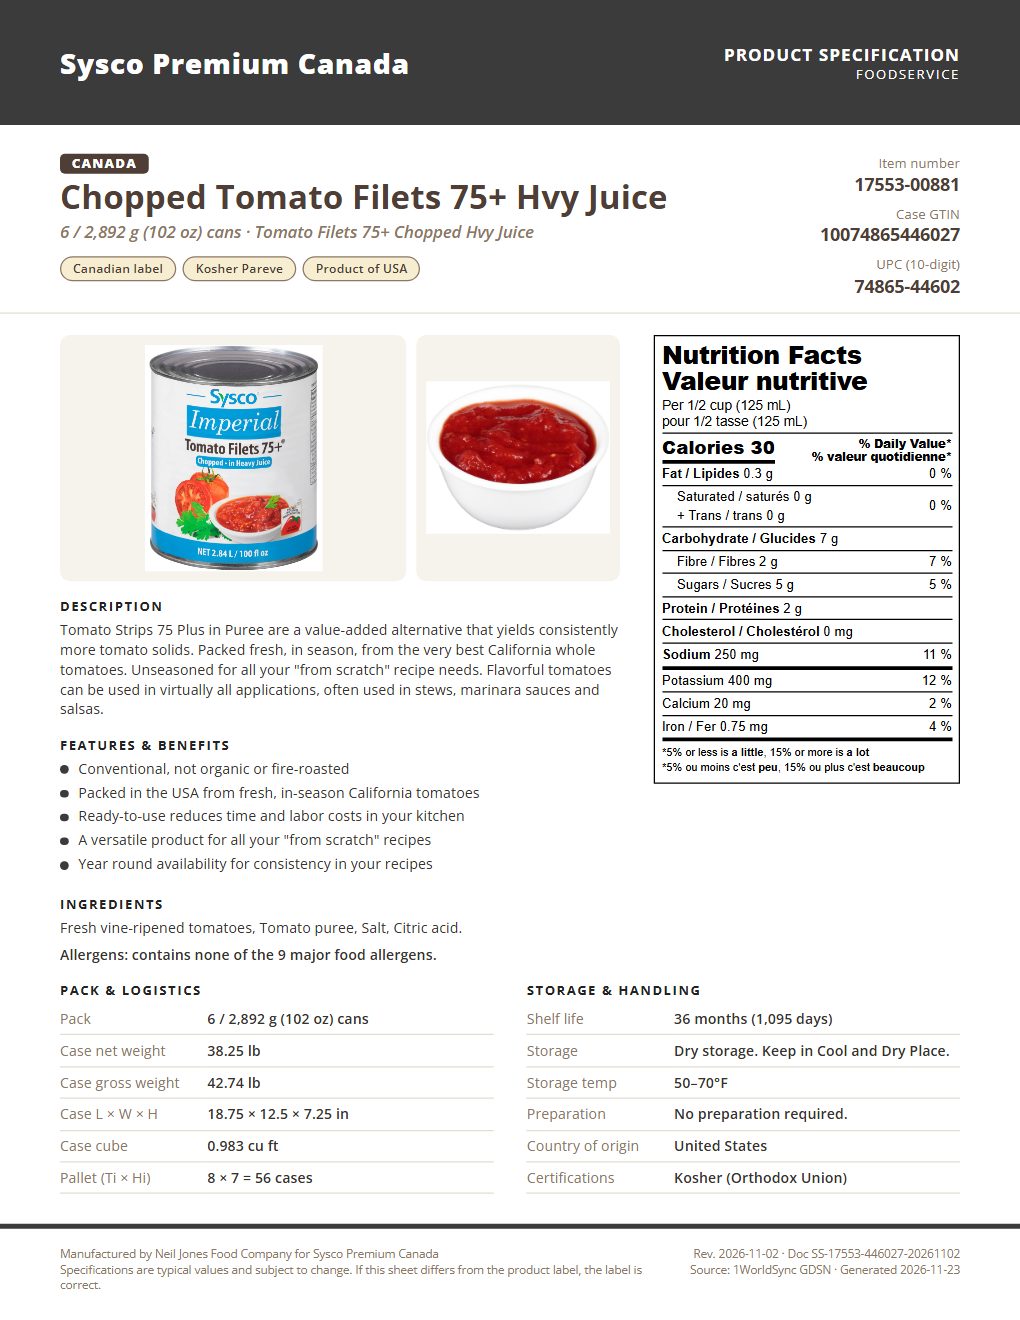 Sysco Premium Canada
PRODUCT SPECIFICATION
FOODSERVICE
CANADA
Chopped Tomato Filets 75+ Hvy Juice
6 / 2,892 g (102 oz) cans · Tomato Filets 75+ Chopped Hvy Juice
Canadian label
Kosher Pareve
Product of USA
Item number
17553-00881
Case GTIN
10074865446027
UPC (10-digit)
74865-44602
Sysco
Imperial
Tomato Filets 75+
Chopped - in Heavy Juice
NET 2.84 L / 100 fl oz
DESCRIPTION
Tomato Strips 75 Plus in Puree are a value-added alternative that yields consistently
more tomato solids. Packed fresh, in season, from the very best California whole
tomatoes. Unseasoned for all your "from scratch" recipe needs. Flavorful tomatoes
can be used in virtually all applications, often used in stews, marinara sauces and
salsas.
FEATURES & BENEFITS
Conventional, not organic or fire-roasted
Packed in the USA from fresh, in-season California tomatoes
Ready-to-use reduces time and labor costs in your kitchen
A versatile product for all your "from scratch" recipes
Year round availability for consistency in your recipes
INGREDIENTS
Fresh vine-ripened tomatoes, Tomato puree, Salt, Citric acid.
Allergens: contains none of the 9 major food allergens.
Nutrition Facts
Valeur nutritive
Per 1/2 cup (125 mL)
pour 1/2 tasse (125 mL)
Calories 30
% Daily Value*
% valeur quotidienne*
Fat / Lipides 0.3 g 0 %
Saturated / saturés 0 g
+ Trans / trans 0 g
0 %
Carbohydrate / Glucides 7 g
Fibre / Fibres 2 g 7 %
Sugars / Sucres 5 g 5 %
Protein / Protéines 2 g
Cholesterol / Cholestérol 0 mg
Sodium 250 mg 11 %
Potassium 400 mg 12 %
Calcium 20 mg 2 %
Iron / Fer 0.75 mg 4 %
*5% or less is a little, 15% or more is a lot
*5% ou moins c'est peu, 15% ou plus c'est beaucoup
PACK & LOGISTICS
Pack 6 / 2,892 g (102 oz) cans
Case net weight 38.25 lb
Case gross weight 42.74 lb
Case L × W × H 18.75 × 12.5 × 7.25 in
Case cube 0.983 cu ft
Pallet (Ti × Hi) 8 × 7 = 56 cases
STORAGE & HANDLING
Shelf life 36 months (1,095 days)
Storage Dry storage. Keep in Cool and Dry Place.
Storage temp 50–70°F
Preparation No preparation required.
Country of origin United States
Certifications Kosher (Orthodox Union)
Manufactured by Neil Jones Food Company for Sysco Premium Canada
Specifications are typical values and subject to change. If this sheet differs from the product label, the label is
correct.
Rev. 2026-11-02 · Doc SS-17553-446027-20261102
Source: 1WorldSync GDSN · Generated 2026-11-23